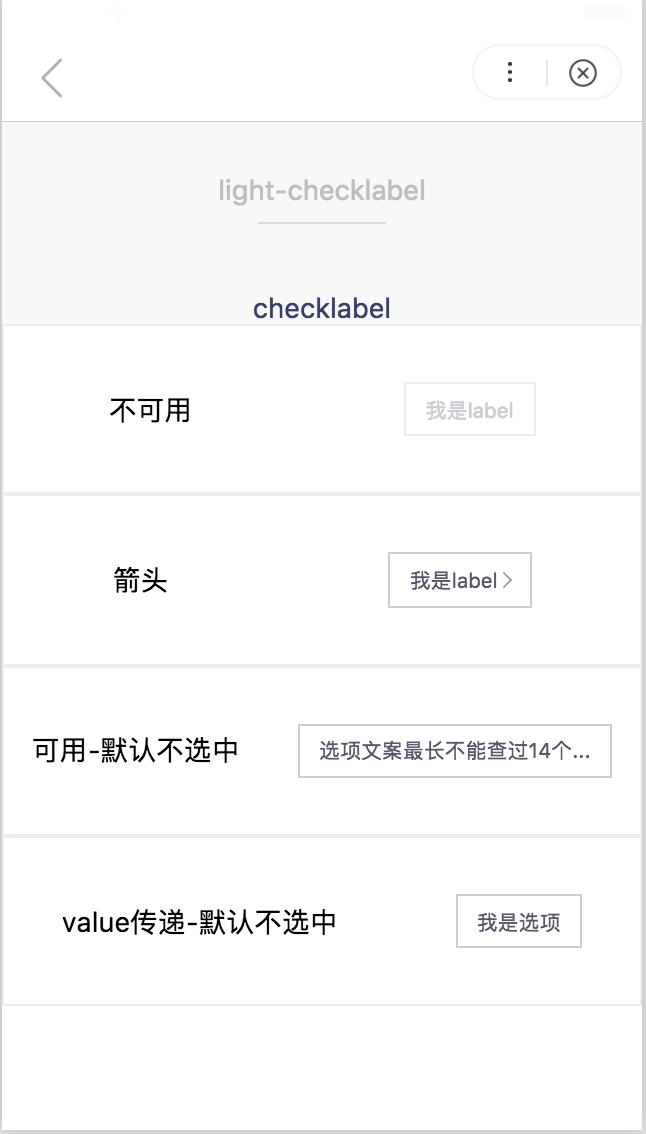 light-checklabel
checklabel
不可用 我是label
箭头 我是label
可用-默认不选中 选项文案最长不能查过14个...
value传递-默认不选中 我是选项